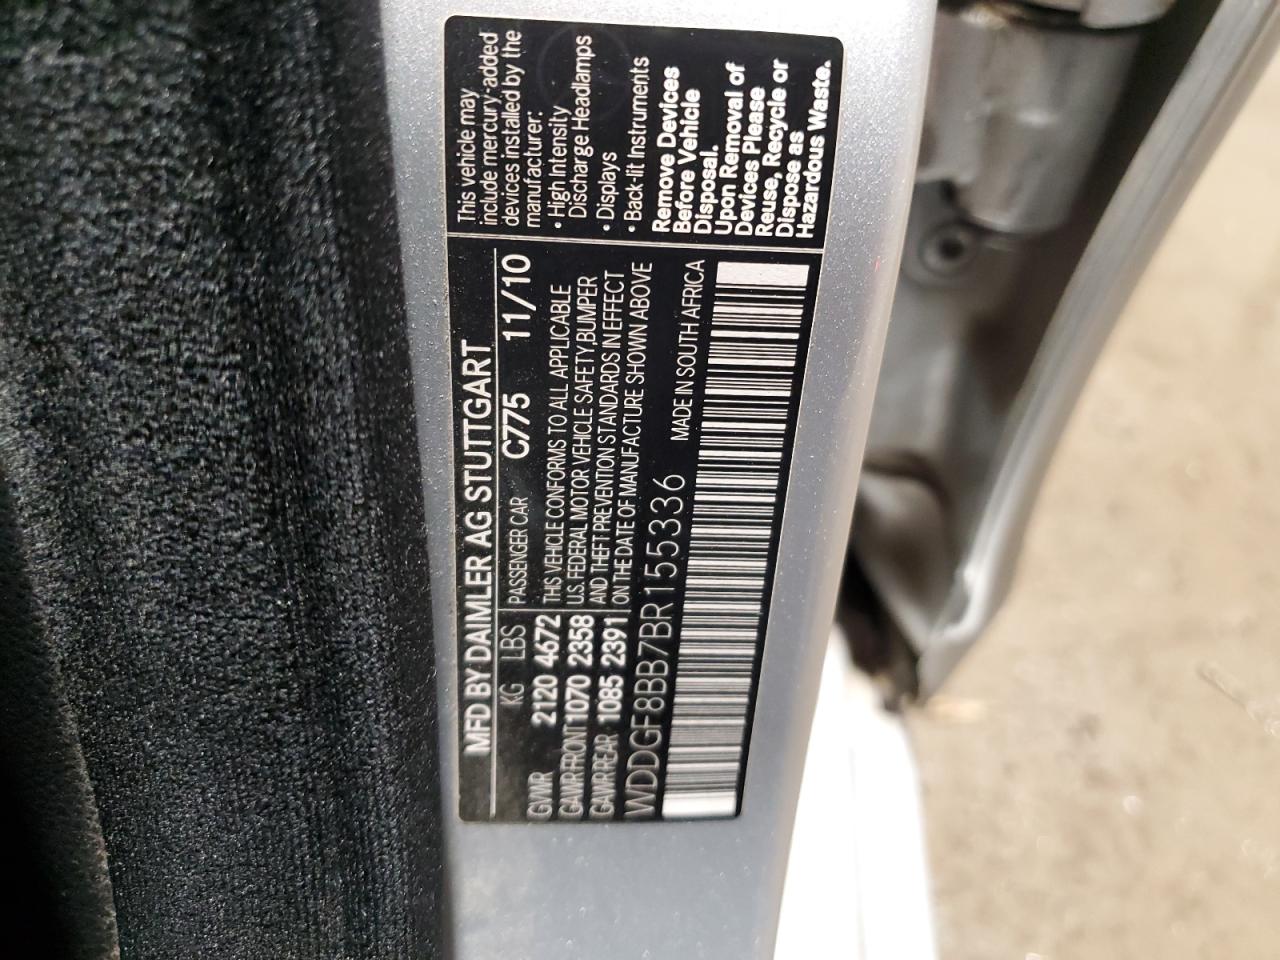 MFD BY DAIMLER AG STUTTGART
KG LBS PASSENGER CAR C775 11/10
GVWR 2120 4672
GAWR FRONT 1070 2358
GAWR REAR 1085 2391
THIS VEHICLE CONFORMS TO ALL APPLICABLE
U.S. FEDERAL MOTOR VEHICLE SAFETY,BUMPER
AND THEFT PREVENTION STANDARDS IN EFFECT
ON THE DATE OF MANUFACTURE SHOWN ABOVE
WDDGF8BB7BR155336 MADE IN SOUTH AFRICA
This vehicle may
include mercury-added
devices installed by the
manufacturer:
• High Intensity
Discharge Headlamps
• Displays
• Back-lit Instruments
Remove Devices
Before Vehicle
Disposal.
Upon Removal of
Devices Please
Reuse, Recycle or
Dispose as
Hazardous Waste.